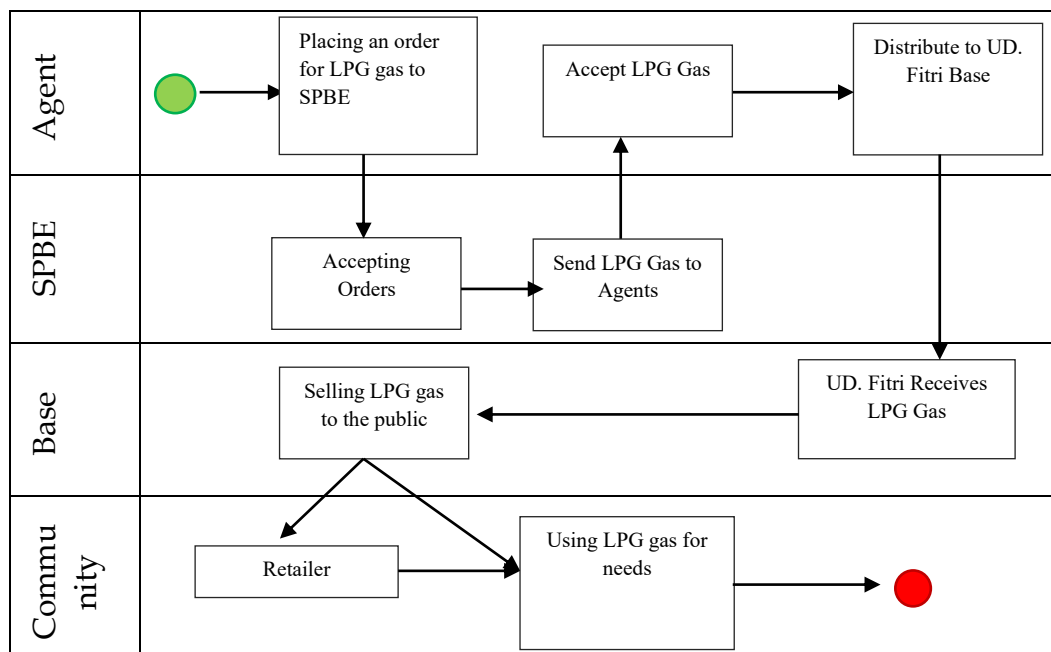 Agent
Placing an order
for LPG gas to
SPBE
Accept LPG Gas
Distribute to UD.
Fitri Base
SPBE
Accepting
Orders
Send LPG Gas to
Agents
Base
Selling LPG gas
to the public
UD. Fitri Receives
LPG Gas
Commu
nity
Retailer
Using LPG gas for
needs